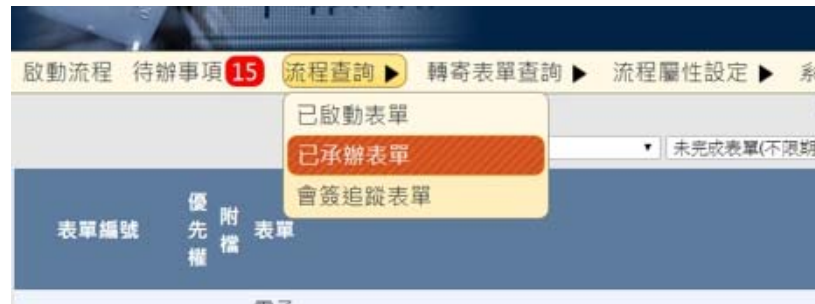 啟動流程 待辦事項 15 流程查詢 ▶ 轉寄表單查詢 ▶ 流程屬性設定 ▶
已啟動表單
已承辦表單
會簽追蹤表單
未完成表單(不限期
表單編號 優先權 附檔 表單